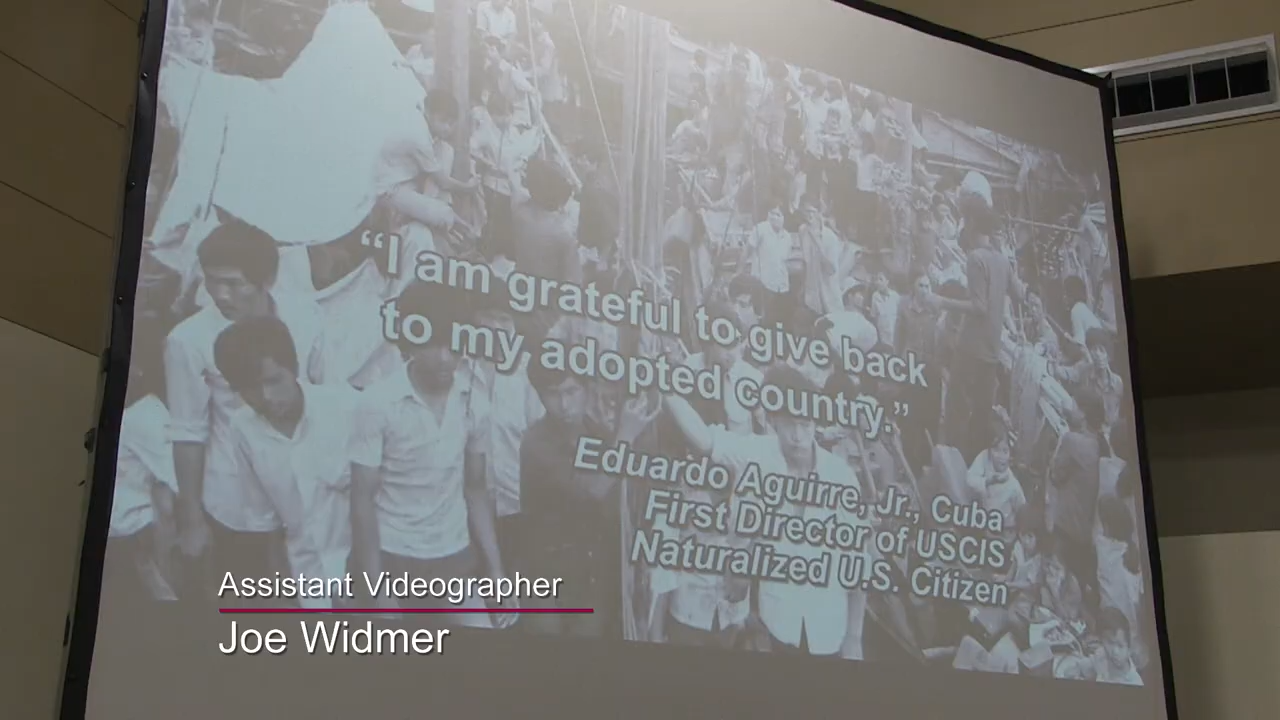 “I am grateful to give back
to my adopted country.”
Eduardo Aguirre, Jr., Cuba
First Director of USCIS
Naturalized U.S. Citizen
Assistant Videographer
Joe Widmer